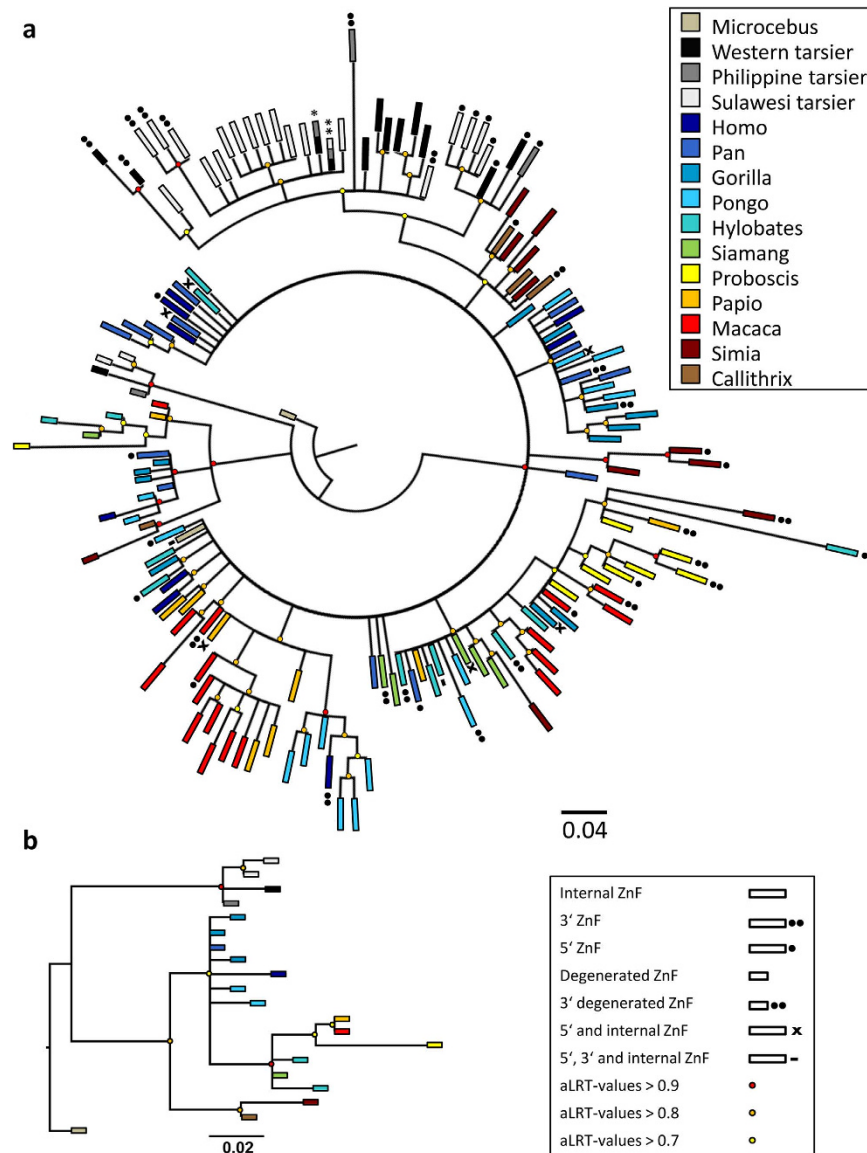 a
Microcebus
Western tarsier
Philippine tarsier
Sulawesi tarsier
Homo
Pan
Gorilla
Pongo
Hylobates
Siamang
Proboscis
Papio
Macaca
Simia
Callithrix
*
**
x
x
x
x
x
x
0.04
b
0.02
Internal ZnF
3‘ ZnF
5‘ ZnF
Degenerated ZnF
3‘ degenerated ZnF
5‘ and internal ZnF x
5‘, 3‘ and internal ZnF -
aLRT-values > 0.9
aLRT-values > 0.8
aLRT-values > 0.7